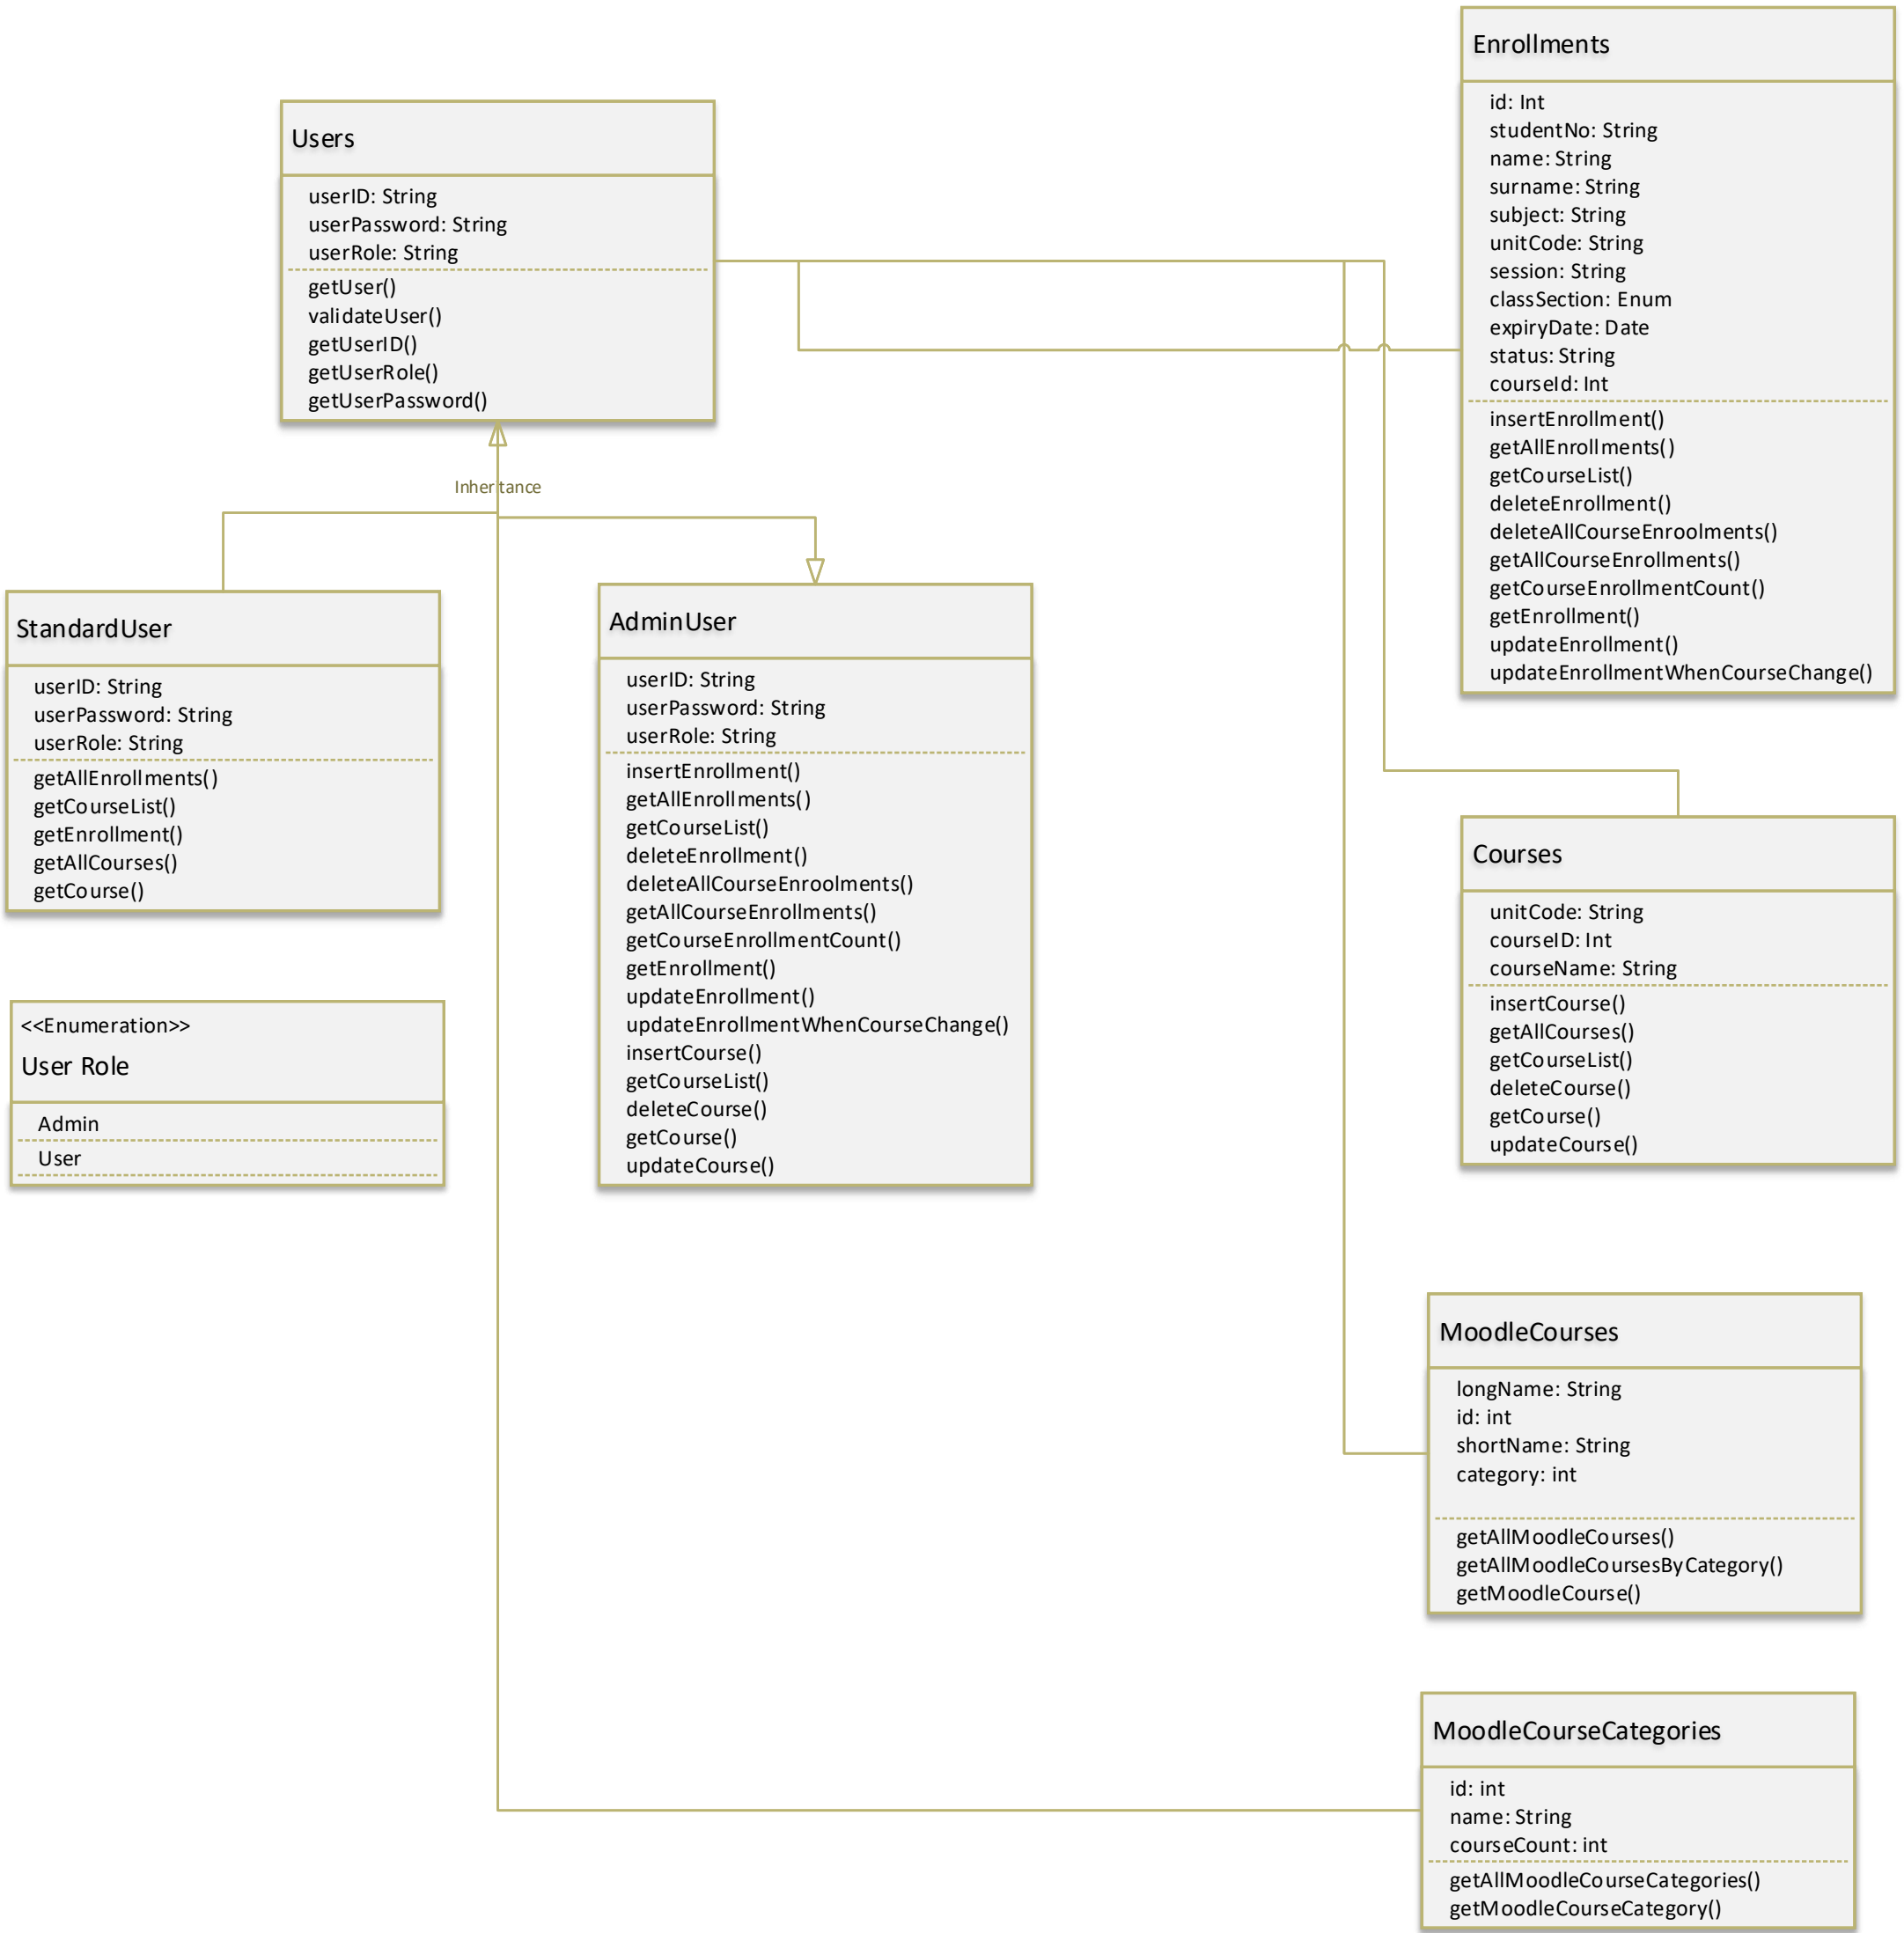 Users
userID: String
userPassword: String
userRole: String
getUser()
validateUser()
getUserID()
getUserRole()
getUserPassword()
Inheritance
StandardUser
userID: String
userPassword: String
userRole: String
getAllEnrollments()
getCourseList()
getEnrollment()
getAllCourses()
getCourse()
<<Enumeration>>
User Role
Admin
User
AdminUser
userID: String
userPassword: String
userRole: String
insertEnrollment()
getAllEnrollments()
getCourseList()
deleteEnrollment()
deleteAllCourseEnroolments()
getAllCourseEnrollments()
getCourseEnrollmentCount()
getEnrollment()
updateEnrollment()
updateEnrollmentWhenCourseChange()
insertCourse()
getCourseList()
deleteCourse()
getCourse()
updateCourse()
Enrollments
id: Int
studentNo: String
name: String
surname: String
subject: String
unitCode: String
session: String
classSection: Enum
expiryDate: Date
status: String
courseId: Int
insertEnrollment()
getAllEnrollments()
getCourseList()
deleteEnrollment()
deleteAllCourseEnroolments()
getAllCourseEnrollments()
getCourseEnrollmentCount()
getEnrollment()
updateEnrollment()
updateEnrollmentWhenCourseChange()
Courses
unitCode: String
courseID: Int
courseName: String
insertCourse()
getAllCourses()
getCourseList()
deleteCourse()
getCourse()
updateCourse()
MoodleCourses
longName: String
id: int
shortName: String
category: int
getAllMoodleCourses()
getAllMoodleCoursesByCategory()
getMoodleCourse()
MoodleCourseCategories
id: int
name: String
courseCount: int
getAllMoodleCourseCategories()
getMoodleCourseCategory()